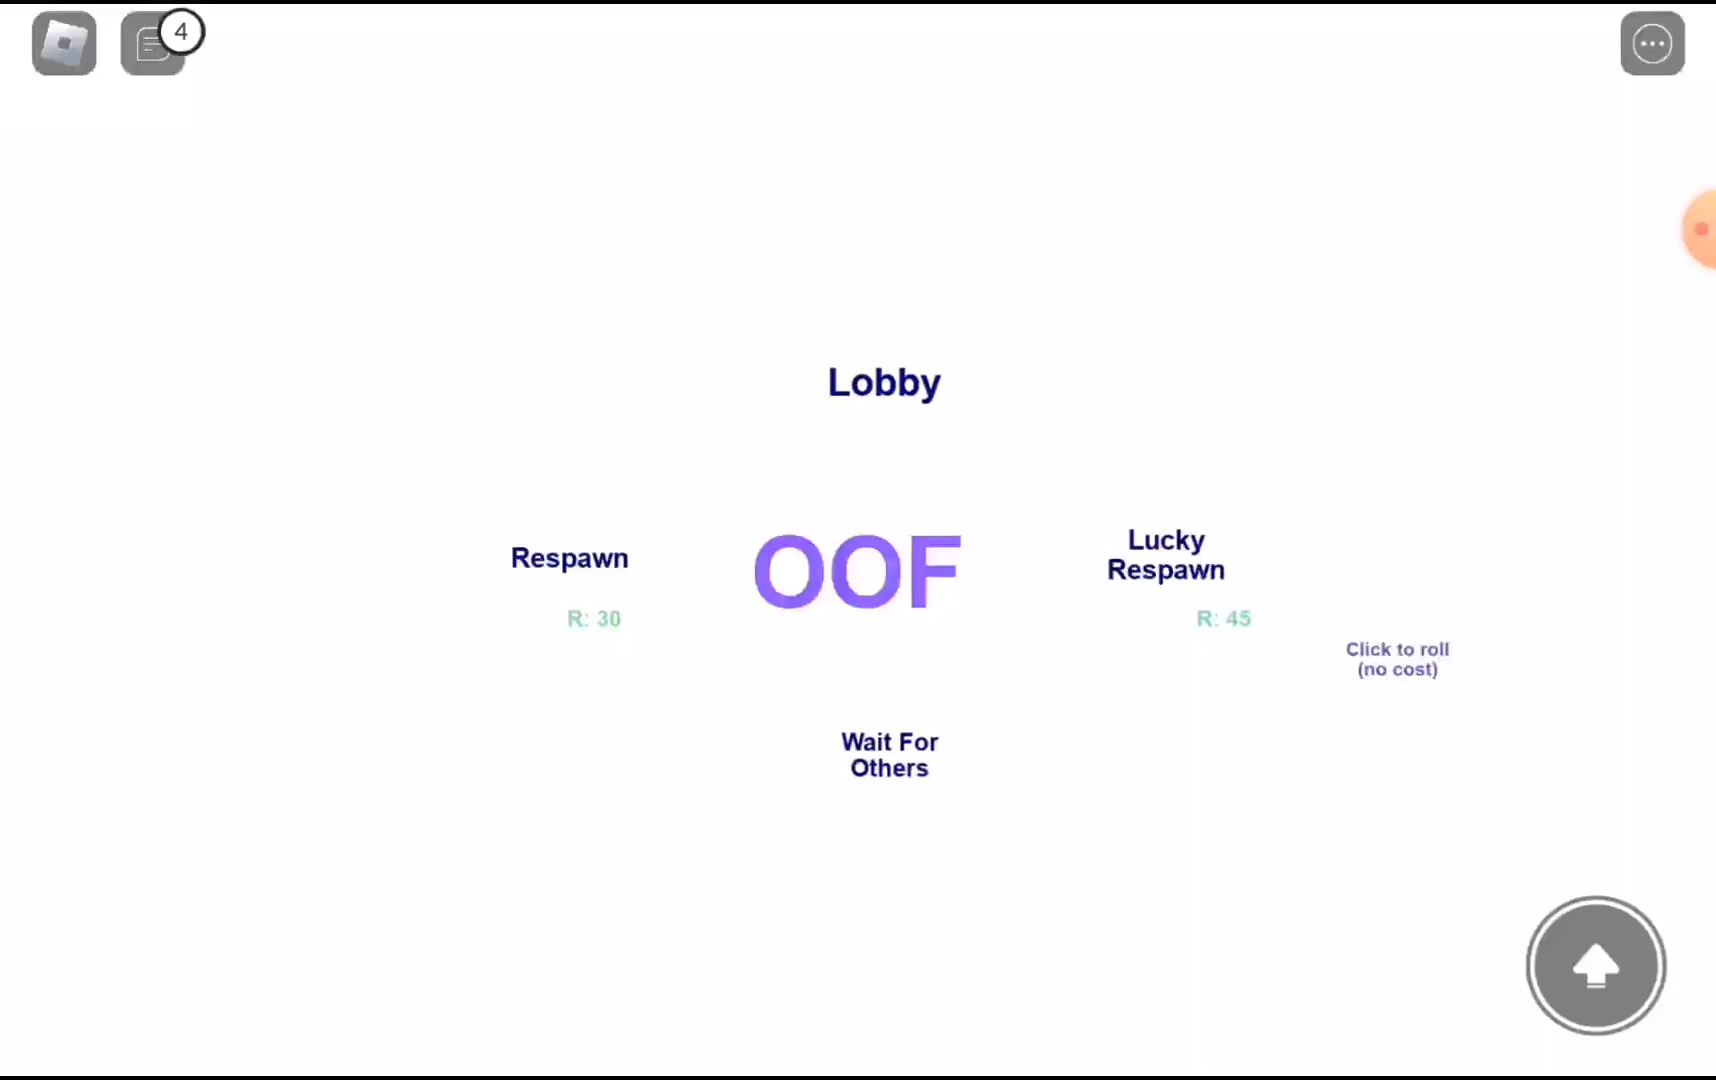 4
Lobby
Respawn
OOF
Lucky
Respawn
R: 30
R: 45
Click to roll
(no cost)
Wait For
Others